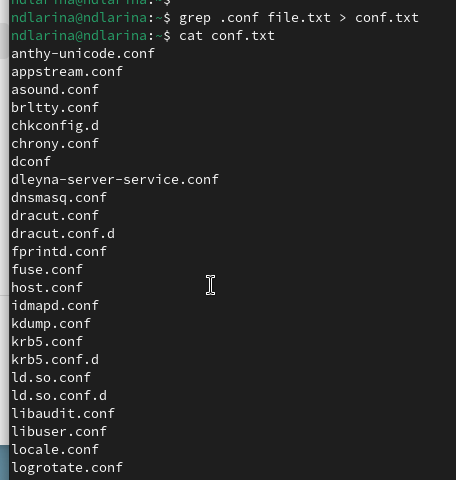 ndlarina@ndlarina:~$
ndlarina@ndlarina:~$ grep .conf file.txt > conf.txt
ndlarina@ndlarina:~$ cat conf.txt
anthy-unicode.conf
appstream.conf
asound.conf
brltty.conf
chkconfig.d
chrony.conf
dconf
dleyna-server-service.conf
dnsmasq.conf
dracut.conf
dracut.conf.d
fprintd.conf
fuse.conf
host.conf
idmapd.conf
kdump.conf
krb5.conf
krb5.conf.d
ld.so.conf
ld.so.conf.d
libaudit.conf
libuser.conf
locale.conf
logrotate.conf